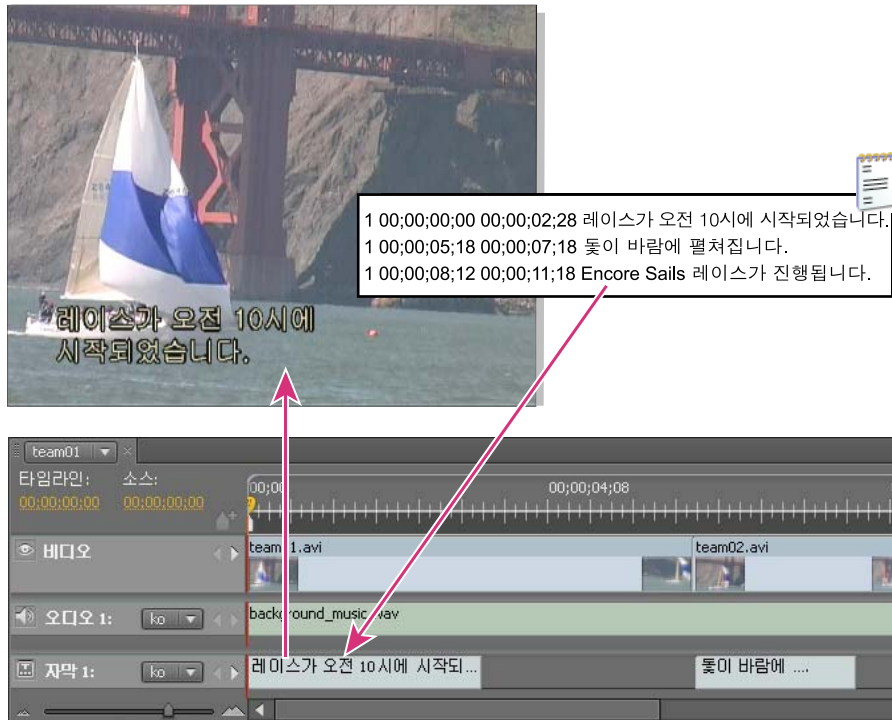 레이스가 오전 10시에
시작되었습니다.
1 00;00;00;00 00;00;02;28 레이스가 오전 10시에 시작되었습니다.
1 00;00;05;18 00;00;07;18 돛이 바람에 펼쳐집니다.
1 00;00;08;12 00;00;11;18 Encore Sails 레이스가 진행됩니다.
team01
타임라인: 소스:
00;00;00;00 00;00;00;00
00;00;04;08
비디오
team01.avi team02.avi
오디오 1: ko
background_music.wav
자막 1: ko
레이스가 오전 10시에 시작되...
돛이 바람에 ....